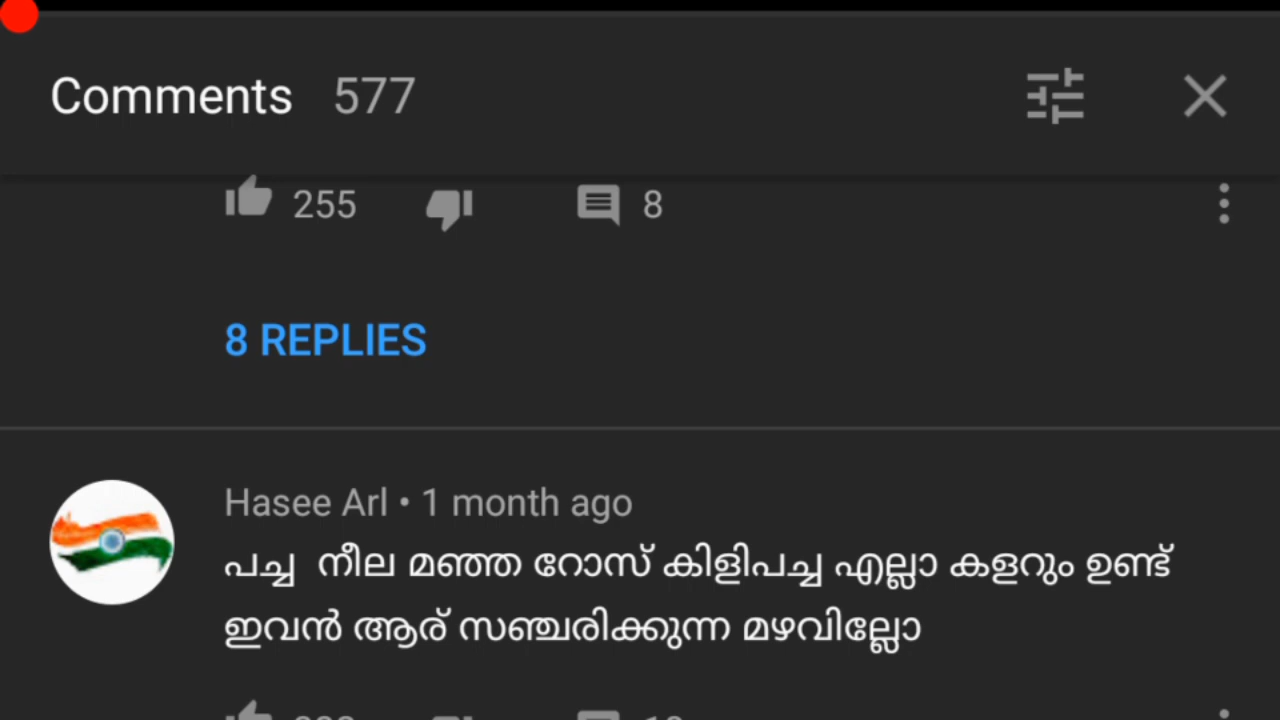 Comments 577
255 8
8 REPLIES
Hasee Arl • 1 month ago
പച്ച നീല മഞ്ഞ റോസ് കിളിപച്ച എല്ലാ കളറും ഉണ്ട്
ഇവൻ ആര് സഞ്ചരിക്കുന്ന മഴവില്ലോ